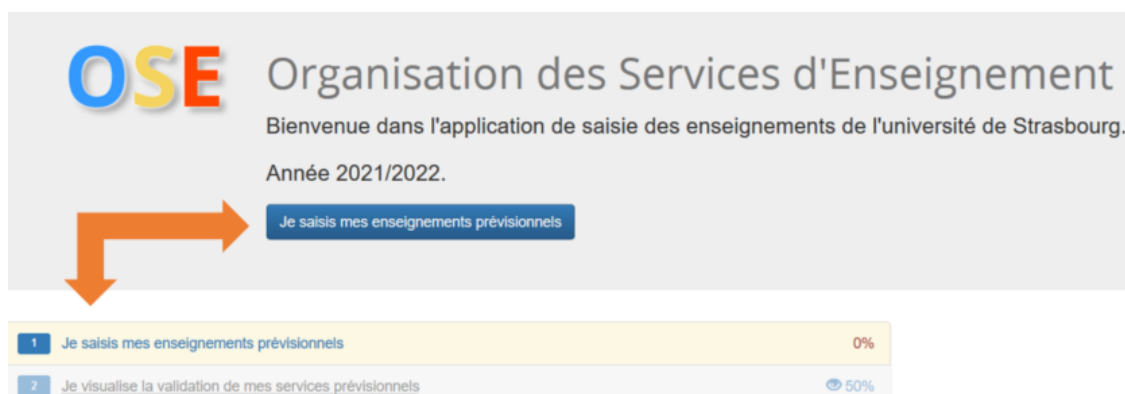 OSE
Organisation des Services d'Enseignement
Bienvenue dans l'application de saisie des enseignements de l'université de Strasbourg.
Année 2021/2022.
Je saisis mes enseignements prévisionnels
1 Je saisis mes enseignements prévisionnels 0%
2 Je visualise la validation de mes services prévisionnels 50%